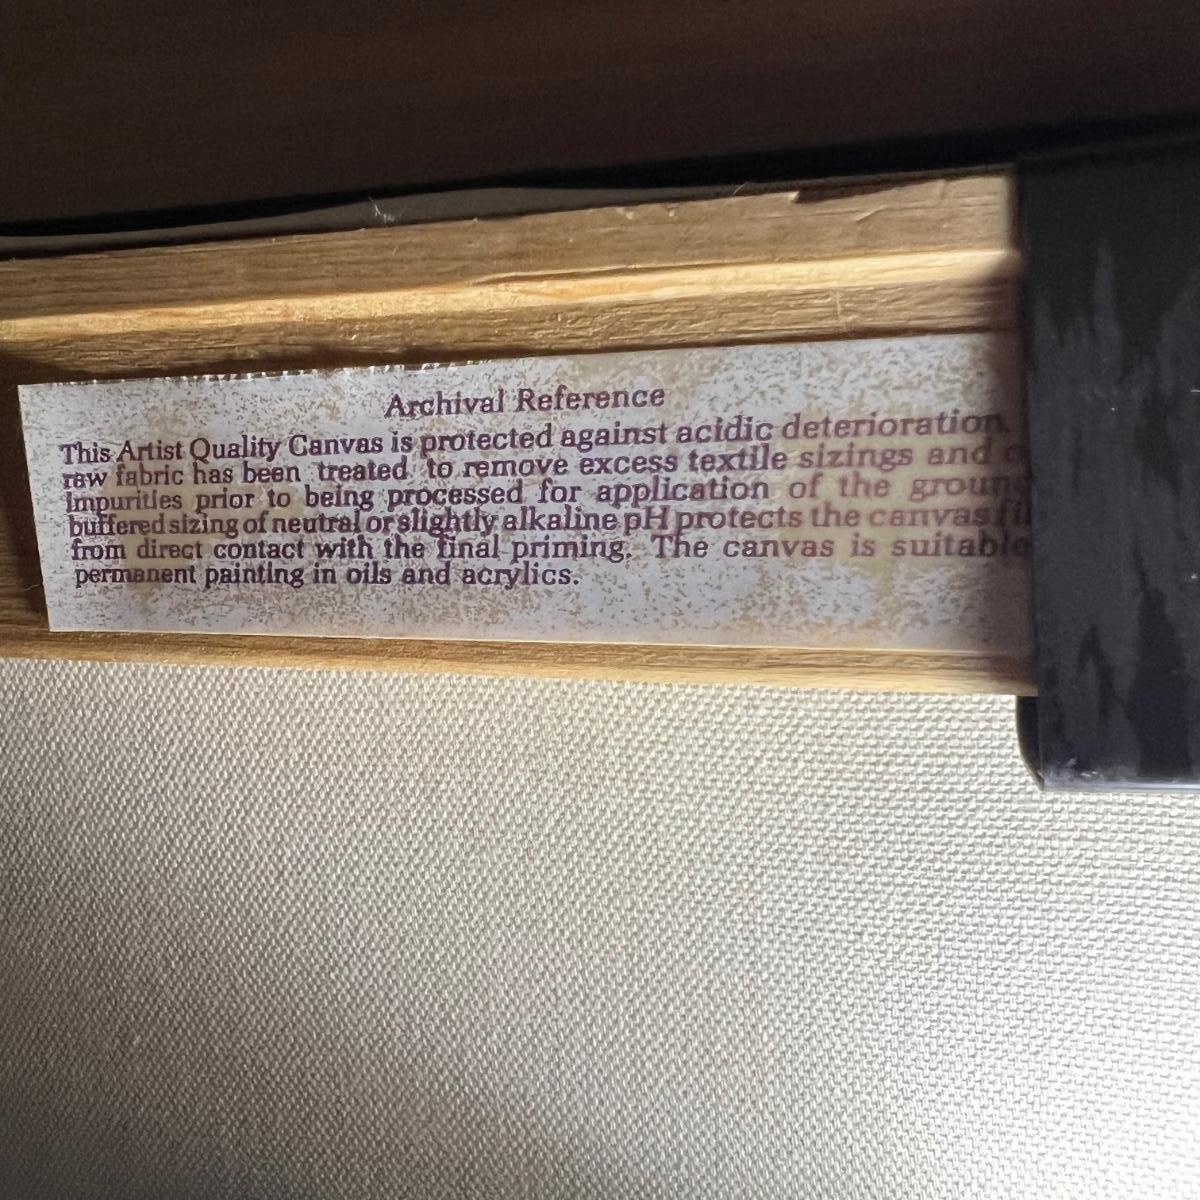 Archival Reference
This Artist Quality Canvas is protected against acidic deterioration.
raw fabric has been treated to remove excess textile sizings and
impurities prior to being processed for application of the
buffered sizing of neutral or slightly alkaline pH protects the canvas
from direct contact with the final priming. The canvas is
permanent painting in oils and acrylics.